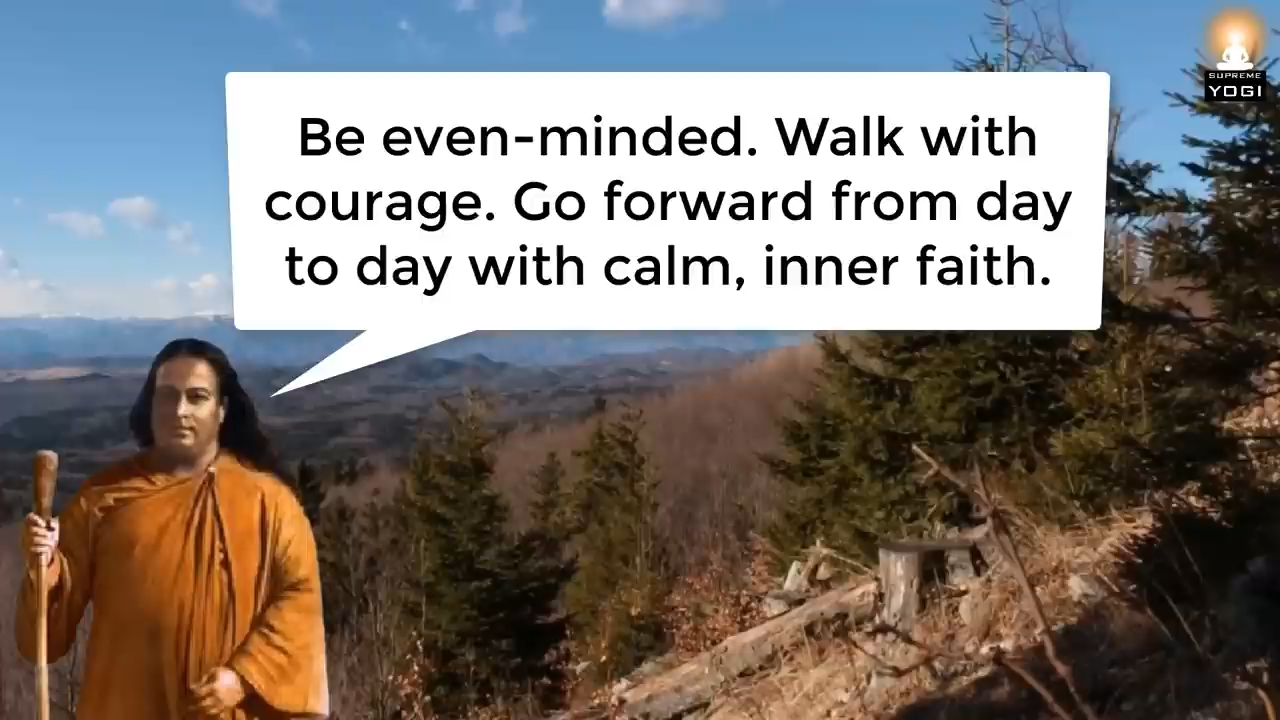 SUPREME
YOGI
Be even-minded. Walk with
courage. Go forward from day
to day with calm, inner faith.